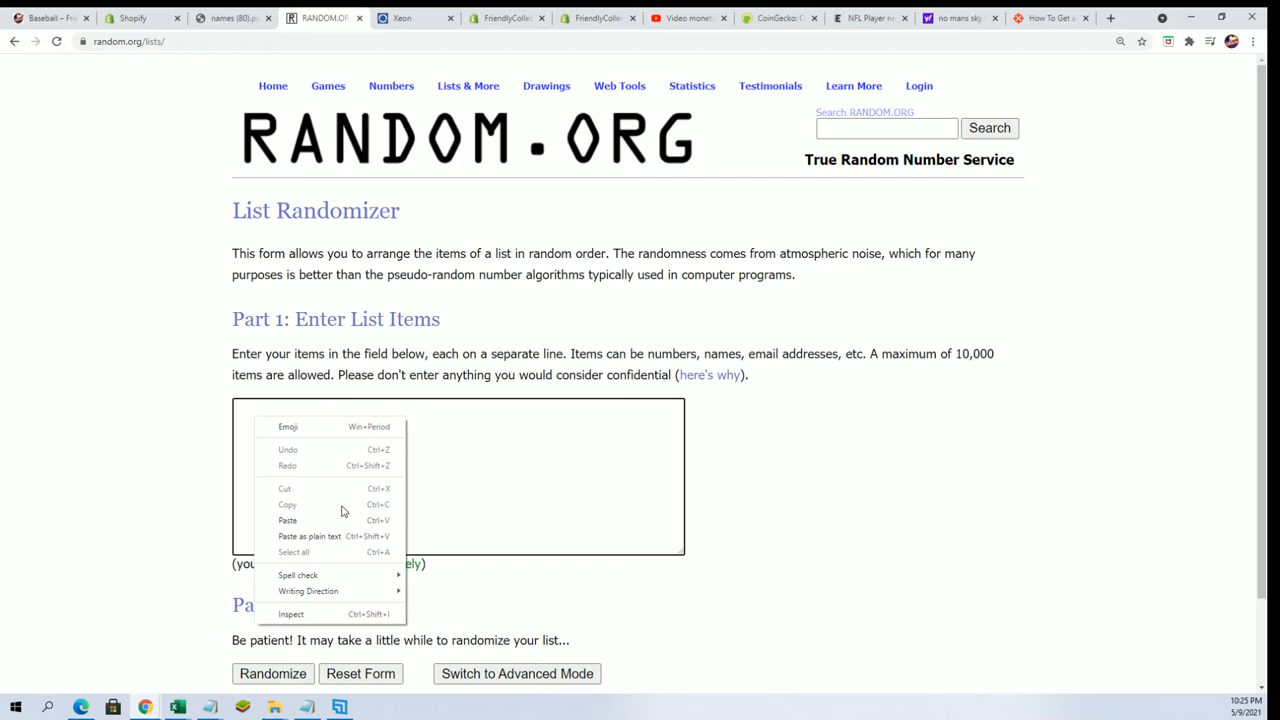 Baseball – Frie
Shopify
names (80).p
RANDOM.OR
Xeon
FriendlyCollec
FriendlyCollec
Video monet
CoinGecko: C
NFL Player ne
no mans sky
How To Get a
random.org/lists/
Home Games Numbers Lists & More Drawings Web Tools Statistics Testimonials Learn More Login
RANDOM.ORG
Search RANDOM.ORG
Search
True Random Number Service
List Randomizer
This form allows you to arrange the items of a list in random order. The randomness comes from atmospheric noise, which for many
purposes is better than the pseudo-random number algorithms typically used in computer programs.
Part 1: Enter List Items
Enter your items in the field below, each on a separate line. Items can be numbers, names, email addresses, etc. A maximum of 10,000
items are allowed. Please don't enter anything you would consider confidential (here's why).
Emoji Win+Period
Undo Ctrl+Z
Redo Ctrl+Shift+Z
Cut Ctrl+X
Copy Ctrl+C
Paste Ctrl+V
Paste as plain text Ctrl+Shift+V
Select all Ctrl+A
(you ely)
Spell check
Writing Direction
Pa
Inspect Ctrl+Shift+I
Be patient! It may take a little while to randomize your list...
Randomize Reset Form Switch to Advanced Mode
10:25 PM
5/9/2021